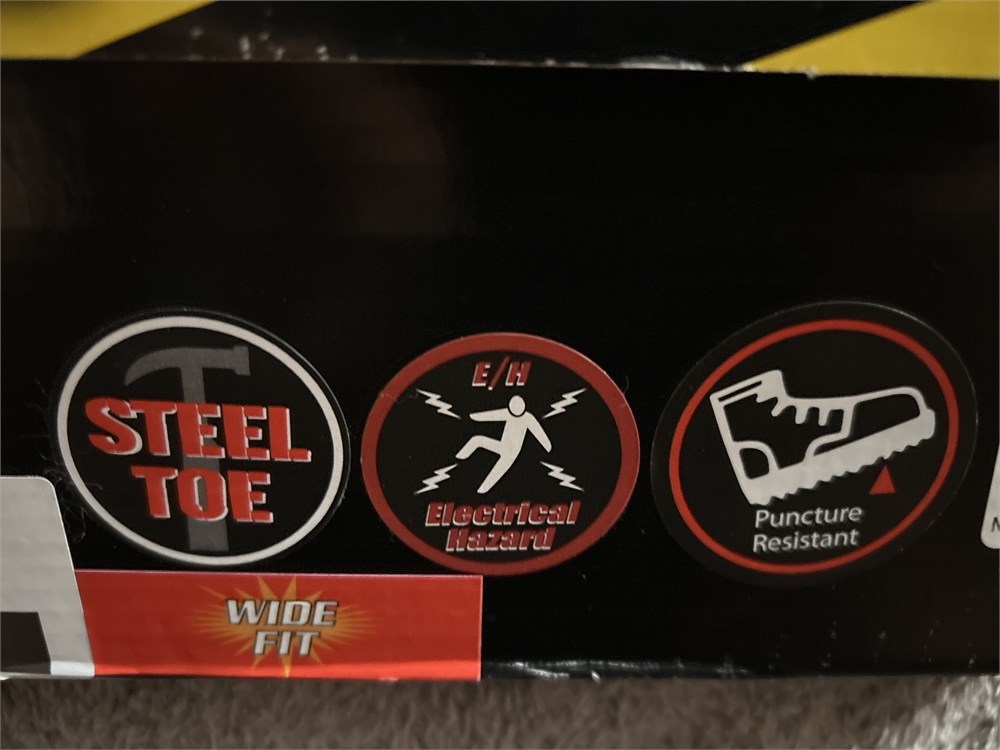 STEEL
TOE
E/H
Electrical
Hazard
Puncture
Resistant
WIDE
FIT